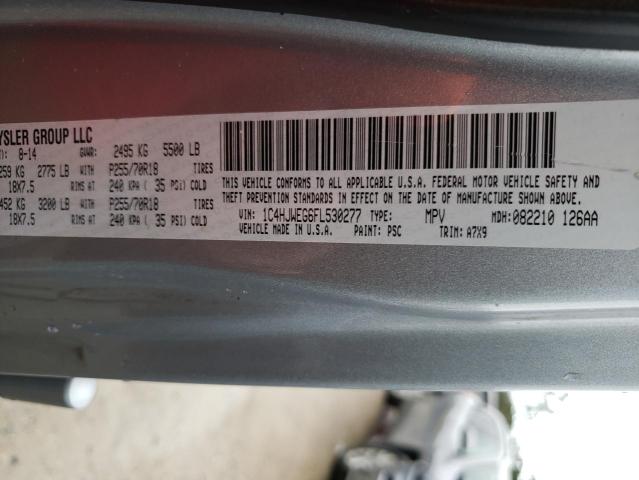 YSLER GROUP LLC
: 8-14 GVWR: 2495 KG 5500 LB
259 KG 2775 LB WITH P255/70R18 TIRES
18X7.5 RIMS AT 240 KPA ( 35 PSI) COLD
452 KG 3200 LB WITH P255/70R18 TIRES
18X7.5 RIMS AT 240 KPA ( 35 PSI) COLD
THIS VEHICLE CONFORMS TO ALL APPLICABLE U.S.A. FEDERAL MOTOR VEHICLE SAFETY,
THEFT PREVENTION STANDARDS IN EFFECT ON THE DATE OF MANUFACTURE SHOWN ABOVE.
VIN: 1C4HJWEG6FL530277 TYPE: MPV MDH: 082210 126AA
VEHICLE MADE IN U.S.A. PAINT: PSC TRIM: A7X9